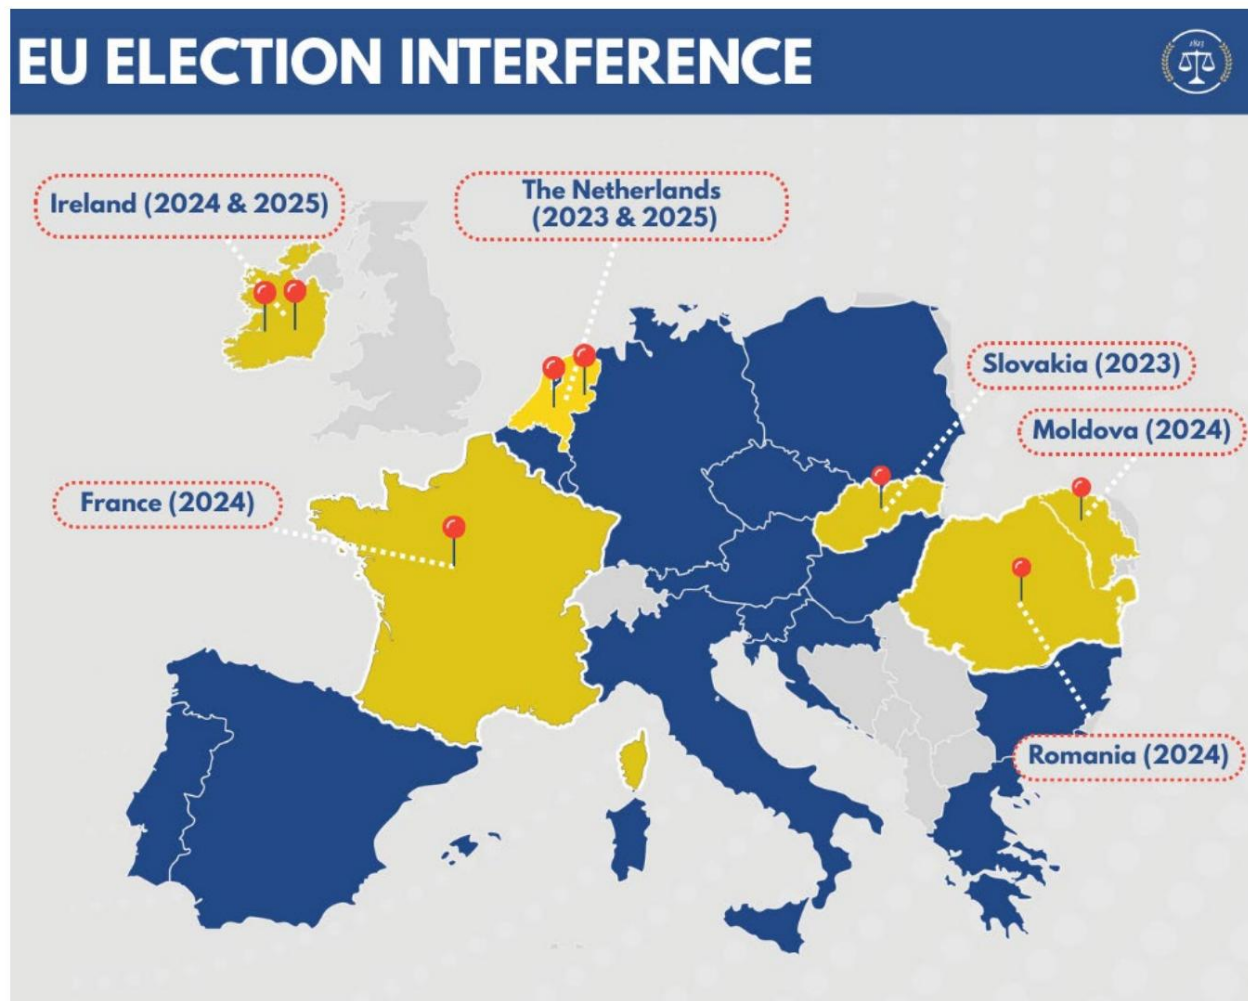 EU ELECTION INTERFERENCE
Ireland (2024 & 2025)
The Netherlands
(2023 & 2025)
Slovakia (2023)
Moldova (2024)
France (2024)
Romania (2024)